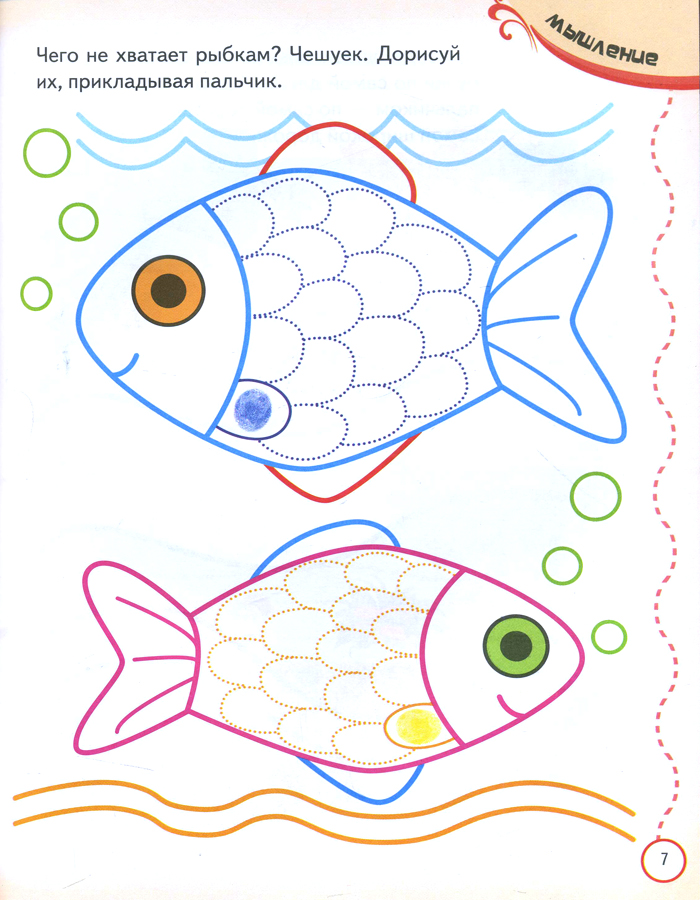 Мышление
Чего не хватает рыбкам? Чешуек. Дорисуй
их, прикладывая пальчик.
7